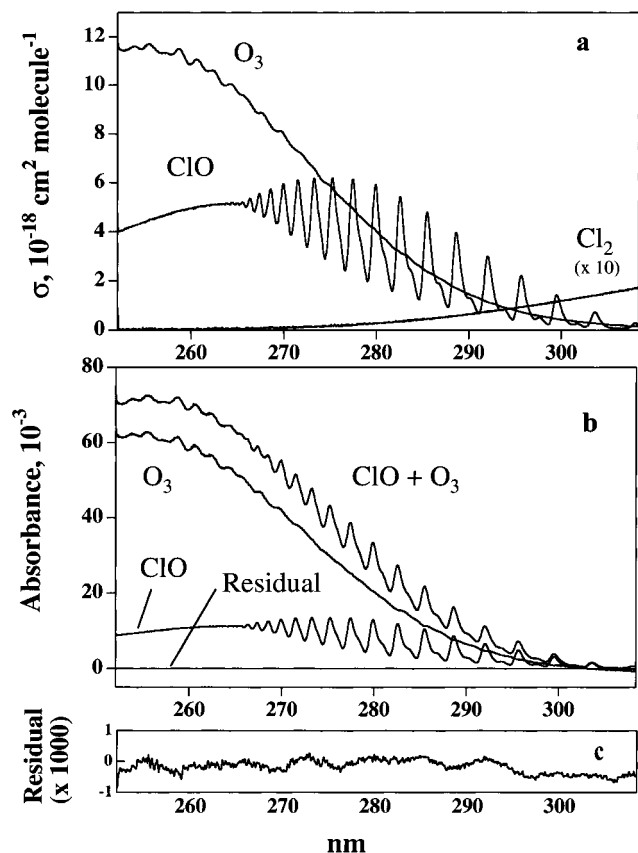 a
12
10
8
6
4
2
0
σ, 10⁻¹⁸ cm² molecule⁻¹
O₃
ClO
Cl₂
(x 10)
260 270 280 290 300
b
80
60
40
20
0
Absorbance, 10⁻³
ClO + O₃
O₃
ClO
Residual
260 270 280 290 300
c
1
0
-1
Residual
(x 1000)
260 270 280 290 300
nm